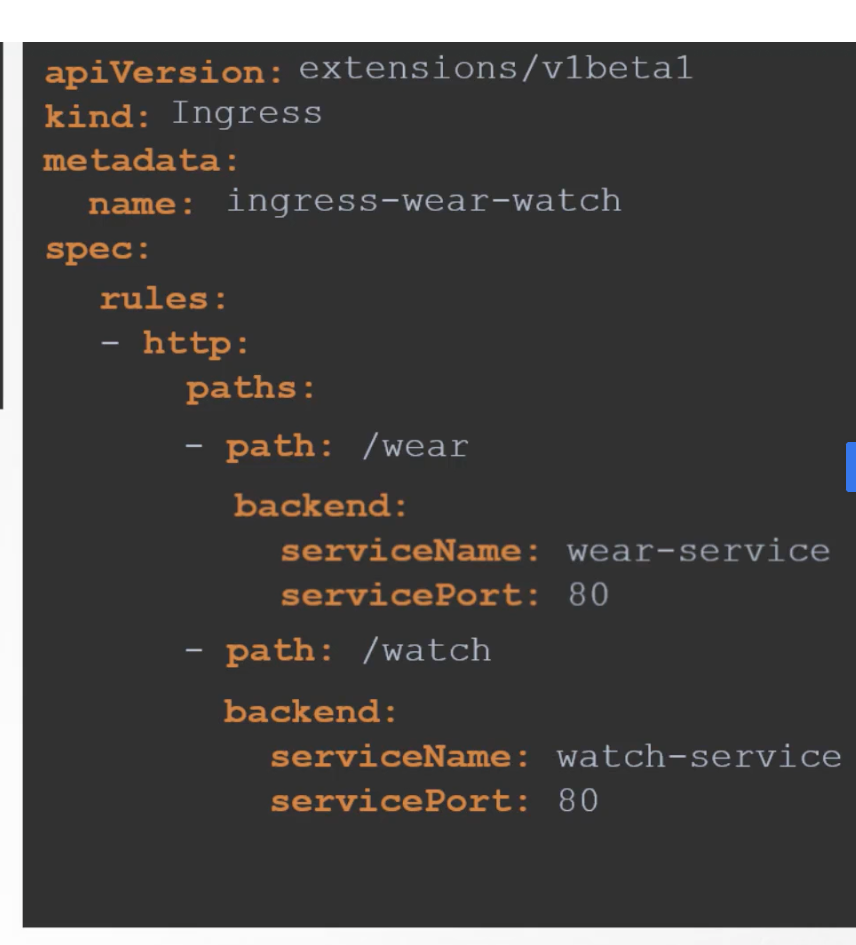 apiVersion: extensions/v1beta1
kind: Ingress
metadata:
name: ingress-wear-watch
spec:
rules:
- http:
paths:
- path: /wear
backend:
serviceName: wear-service
servicePort: 80
- path: /watch
backend:
serviceName: watch-service
servicePort: 80